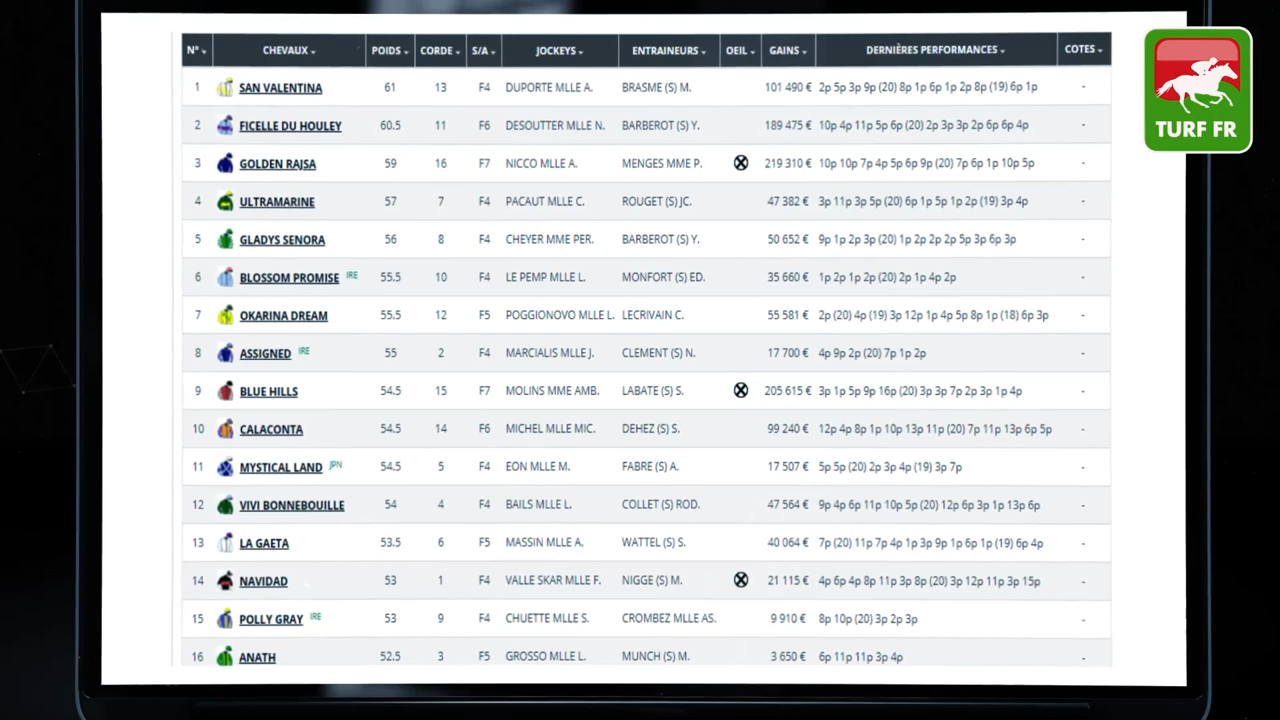 N° CHEVAUX POIDS CORDE S/A JOCKEYS ENTRAINEURS OEIL GAINS DERNIÈRES PERFORMANCES COTES
1 SAN VALENTINA 61 13 F4 DUPORTE MLLE A. BRASME (S) M. 101 490 € 2p 5p 3p 9p (20) 8p 1p 6p 1p 2p 8p (19) 6p 1p -
2 FICELLE DU HOULEY 60.5 11 F6 DESOUTTER MLLE N. BARBEROT (S) Y. 189 475 € 10p 4p 11p 5p 6p (20) 2p 3p 3p 2p 6p 6p 4p -
3 GOLDEN RAJSA 59 16 F7 NICCO MLLE A. MENGES MME P. 219 310 € 10p 10p 7p 4p 5p 6p 9p (20) 7p 6p 1p 10p 5p -
4 ULTRAMARINE 57 7 F4 PACAUT MLLE C. ROUGET (S) JC. 47 382 € 3p 11p 3p 5p (20) 6p 1p 5p 1p 2p (19) 3p 4p -
5 GLADYS SENORA 56 8 F4 CHEYER MME PER. BARBEROT (S) Y. 50 652 € 9p 1p 2p 3p (20) 1p 2p 2p 2p 5p 3p 6p 3p -
6 BLOSSOM PROMISE IRE 55.5 10 F4 LE PEMP MLLE L. MONFORT (S) ED. 35 660 € 1p 2p 1p 2p (20) 2p 1p 4p 2p -
7 OKARINA DREAM 55.5 12 F5 POGGIONOVO MLLE L. LECRIVAIN C. 55 581 € 2p (20) 4p (19) 3p 12p 1p 4p 5p 8p 1p (18) 6p 3p -
8 ASSIGNED IRE 55 2 F4 MARCIALIS MLLE J. CLEMENT (S) N. 17 700 € 4p 9p 2p (20) 7p 1p 2p -
9 BLUE HILLS 54.5 15 F7 MOLINS MME AMB. LABATE (S) S. 205 615 € 3p 1p 5p 9p 16p (20) 3p 3p 7p 2p 3p 1p 4p -
10 CALACONTA 54.5 14 F6 MICHEL MLLE MIC. DEHEZ (S) S. 99 240 € 12p 4p 8p 1p 10p 13p 11p (20) 7p 11p 13p 6p 5p -
11 MYSTICAL LAND JPN 54.5 5 F4 EON MLLE M. FABRE (S) A. 17 507 € 5p 5p (20) 2p 3p 4p (19) 3p 7p -
12 VIVI BONNEBOUILLE 54 4 F4 BAILS MLLE L. COLLET (S) ROD. 47 564 € 9p 4p 6p 11p 10p 5p (20) 12p 6p 3p 1p 13p 6p -
13 LA GAETA 53.5 6 F5 MASSIN MLLE A. WATTEL (S) S. 40 064 € 7p (20) 11p 7p 4p 1p 3p 9p 1p 6p 1p (19) 6p 4p -
14 NAVIDAD 53 1 F4 VALLE SKAR MLLE F. NIGGE (S) M. 21 115 € 4p 6p 4p 8p 11p 3p 8p (20) 3p 12p 11p 3p 15p -
15 POLLY GRAY IRE 53 9 F4 CHUETTE MLLE S. CROMBEZ MLLE AS. 9 910 € 8p 10p (20) 3p 2p 3p -
16 ANATH 52.5 3 F5 GROSSO MLLE L. MUNCH (S) M. 3 650 € 6p 11p 11p 3p 4p -
TURF FR